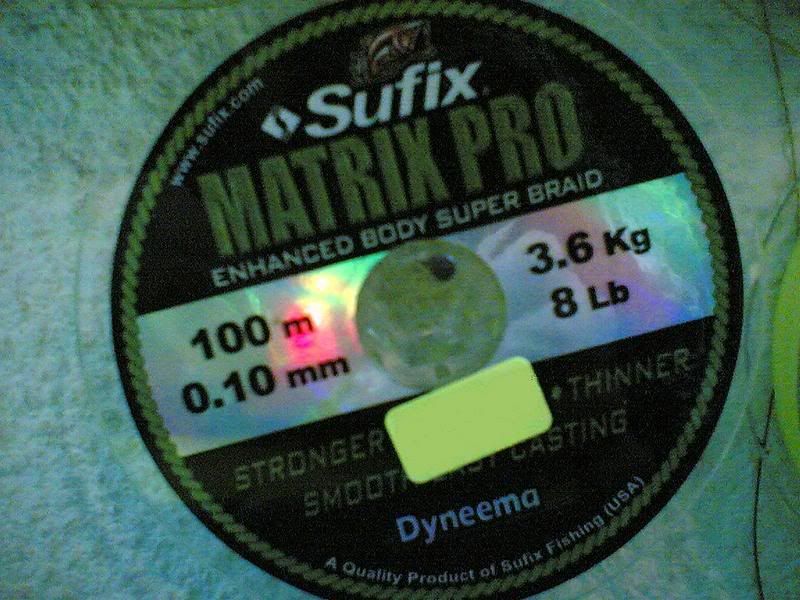 www.sufix.com
Sufix
MATRIX PRO
ENHANCED BODY SUPER BRAID
100 m
0.10 mm
3.6 Kg
8 Lb
STRONGER • THINNER
SMOOTH CASTING
Dyneema
A Quality Product of Sufix Fishing (USA)